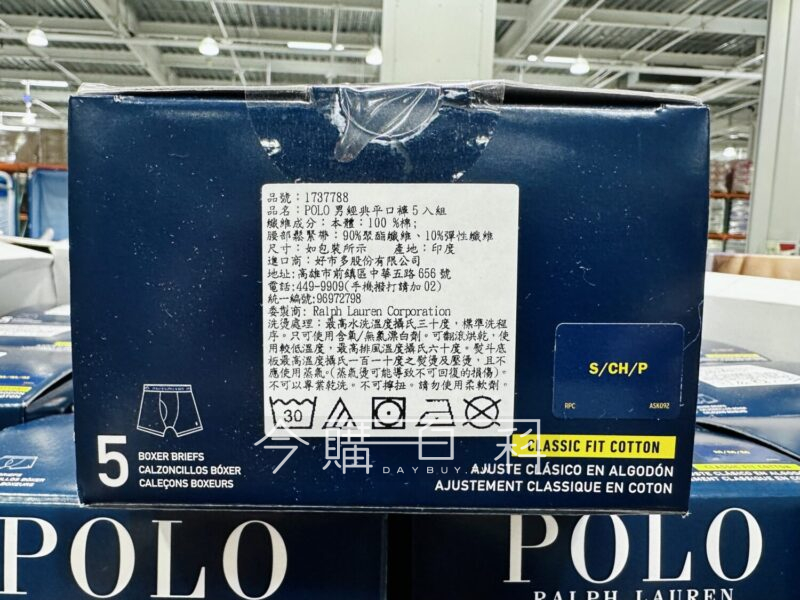 品號：1737788
品名：POLO 男經典平口褲 5 入組
纖維成分：本體：100 %棉；
腰部鬆緊帶：90%聚酯纖維、10%彈性纖維
尺寸：如包裝所示 產地：印度
進口商：好市多股份有限公司
地址:高雄市前鎮區中華五路 656 號
電話:449-9909(手機撥打請加 02)
統一編號:96972798
委製商: Ralph Lauren Corporation
洗燙處理：最高水洗溫度攝氏三十度，標準洗程
序。只可使用含氧/無氯漂白劑。可翻滾烘乾，使
用較低溫度，最高排風溫度攝氏六十度。熨斗底
板最高溫度攝氏一百一十度之熨燙及壓燙，且不
應使用蒸氣。(蒸氣燙可能導致不可回復的損傷)。
不可以專業乾洗。不可擰扭。請勿使用柔軟劑。
30
S/CH/P
RPC
ASK092
5
BOXER BRIEFS
CALZONCILLOS BÓXER
CALEÇONS BOXEURS
今購百利
DAYBUY
CLASSIC FIT COTTON
AJUSTE CLÁSICO EN ALGODÓN
AJUSTEMENT CLASSIQUE EN COTON
POLO
POLO
RALPH LAUREN